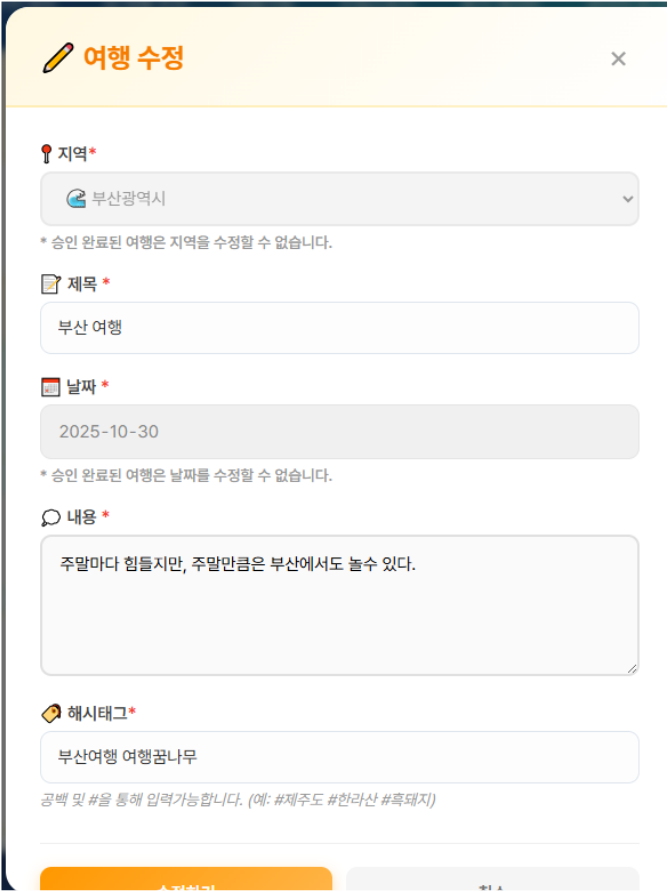 여행 수정
×
지역*
부산광역시
* 승인 완료된 여행은 지역을 수정할 수 없습니다.
제목 *
부산 여행
날짜 *
2025-10-30
* 승인 완료된 여행은 날짜를 수정할 수 없습니다.
내용 *
주말마다 힘들지만, 주말만큼은 부산에서도 놀수 있다.
해시태그*
부산여행 여행꿈나무
공백 및 #을 통해 입력가능합니다. (예: #제주도 #한라산 #흑돼지)